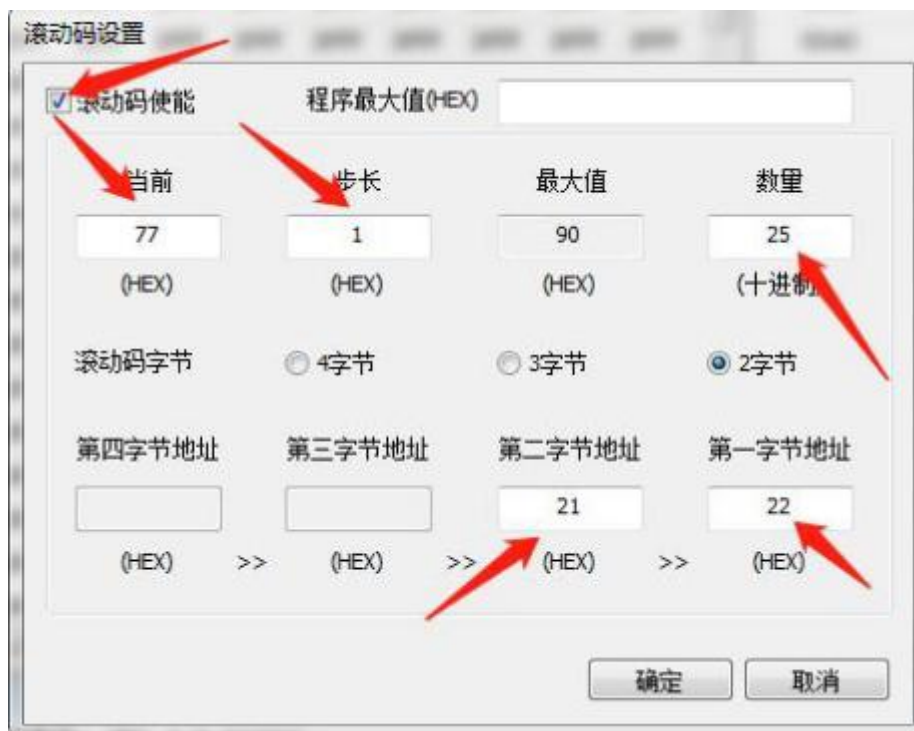 滚动码设置
滚动码使能 程序最大值(HEX)
当前 步长 最大值 数里
77 1 90 25
(HEX) (HEX) (HEX) (十进制)
滚动码字节 4字节 3字节 2字节
第四字节地址 第三字节地址 第二字节地址 第一字节地址
21 22
(HEX) >> (HEX) >> (HEX) >> (HEX)
确定 取消